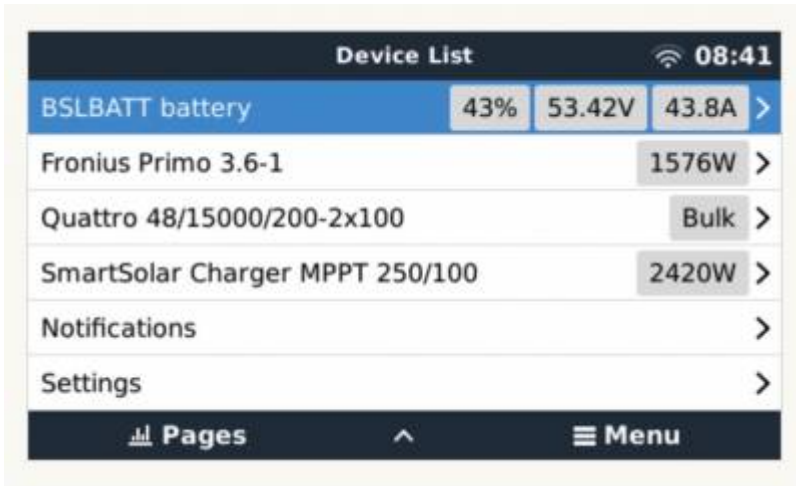 Device List 08:41
BSLBATT battery 43% 53.42V 43.8A
Fronius Primo 3.6-1 1576W
Quattro 48/15000/200-2x100 Bulk
SmartSolar Charger MPPT 250/100 2420W
Notifications
Settings
Pages Menu